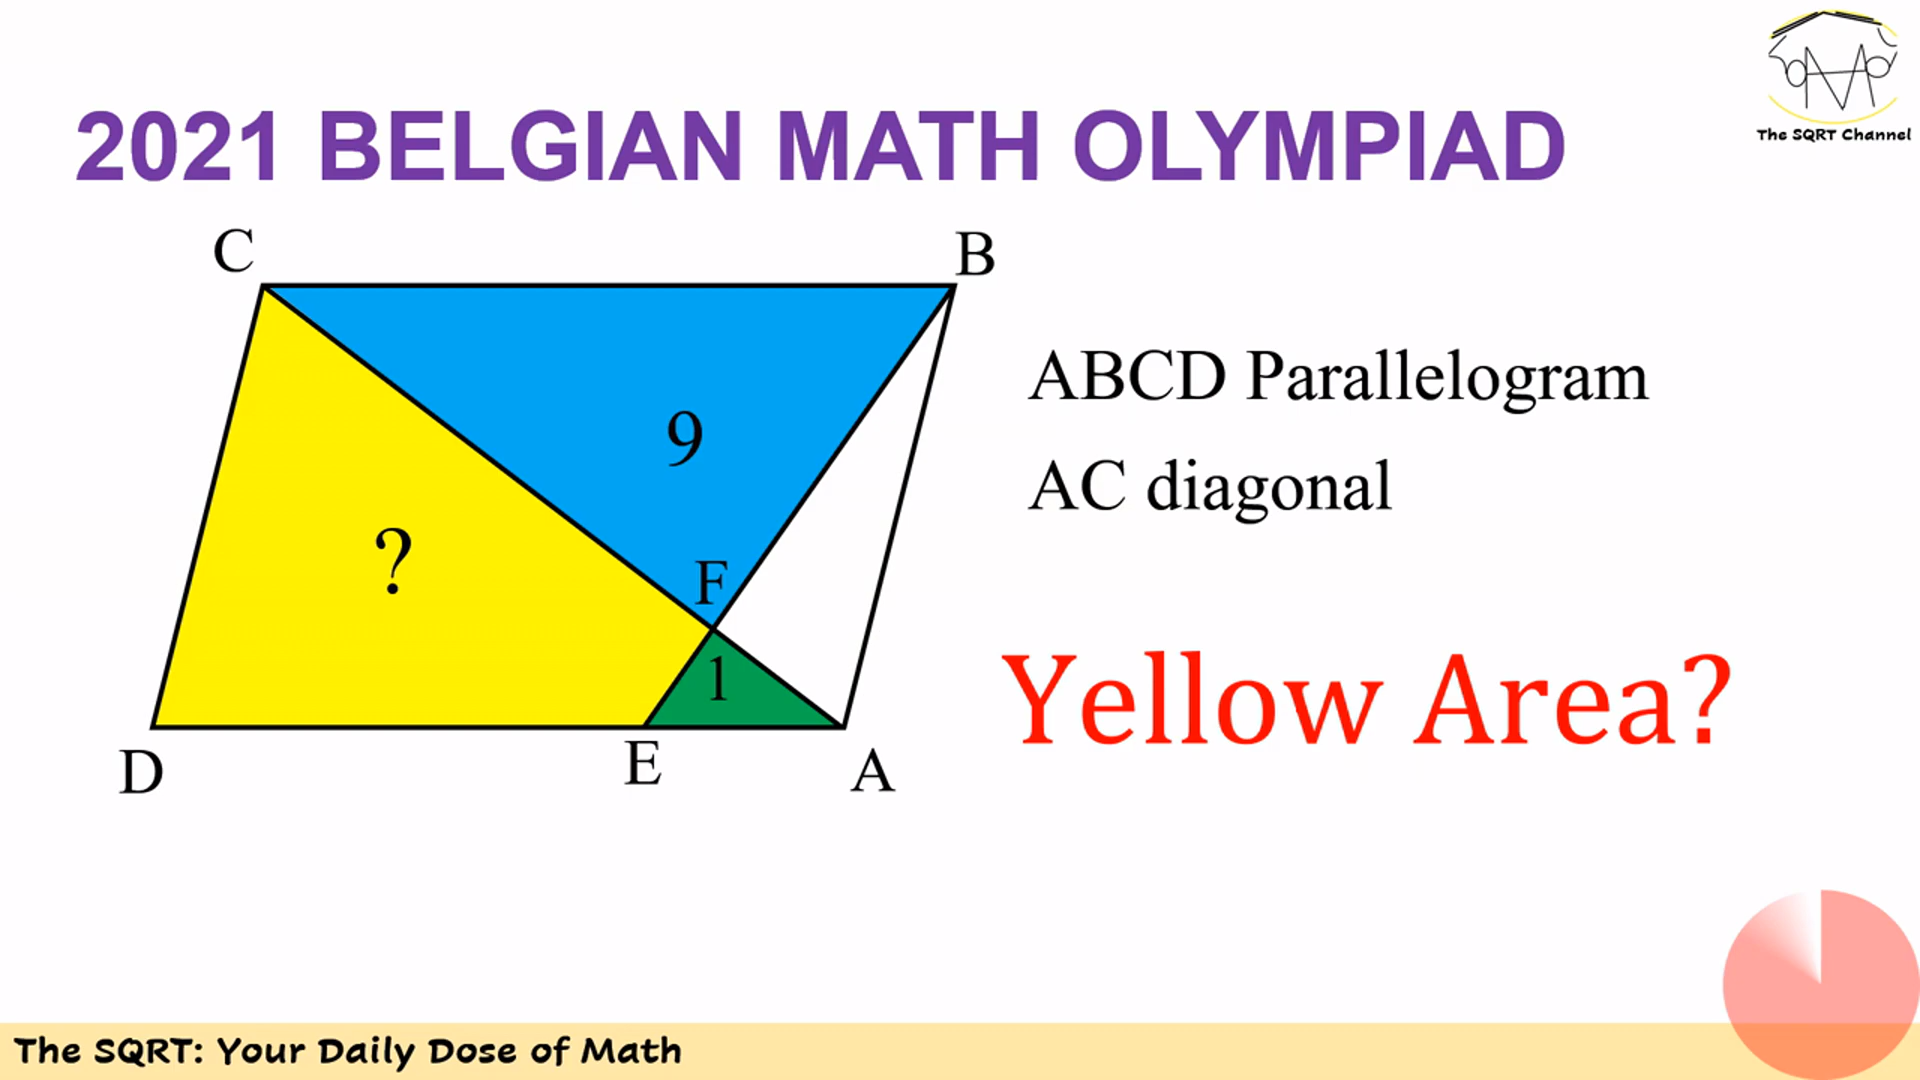 2021 BELGIAN MATH OLYMPIAD
The SQRT Channel
C
B
ABCD Parallelogram
9
AC diagonal
?
F
1
Yellow Area?
D
E
A
The SQRT: Your Daily Dose of Math